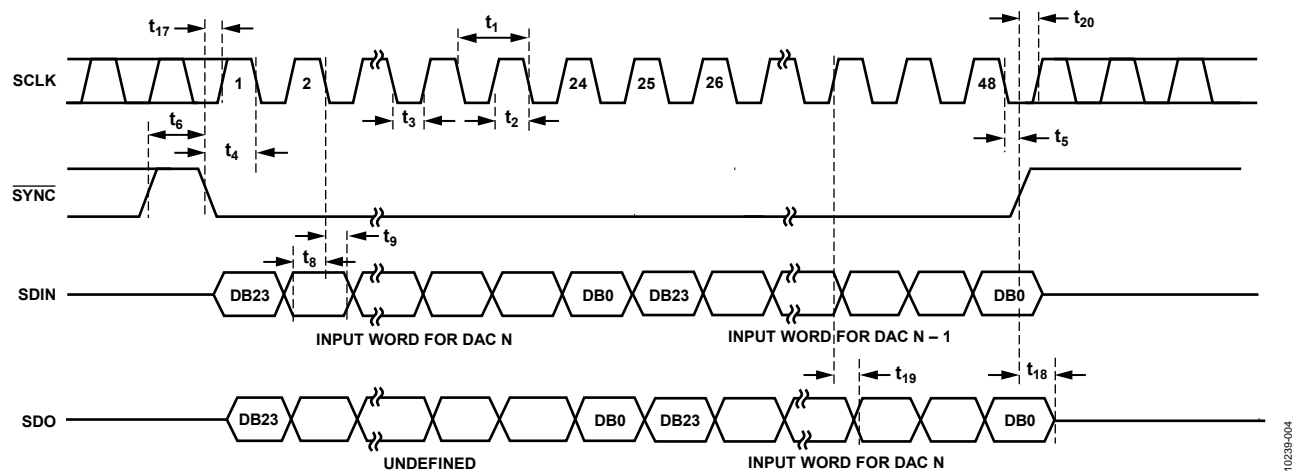 t17 t1 t20
SCLK 1 2 24 25 26 48
t6 t3 t2 t5
t4
SYNC
t9
t8
SDIN DB23 DB0 DB23 DB0
INPUT WORD FOR DAC N INPUT WORD FOR DAC N – 1
t19 t18
SDO DB23 DB0 DB23 DB0
UNDEFINED INPUT WORD FOR DAC N
10239-004